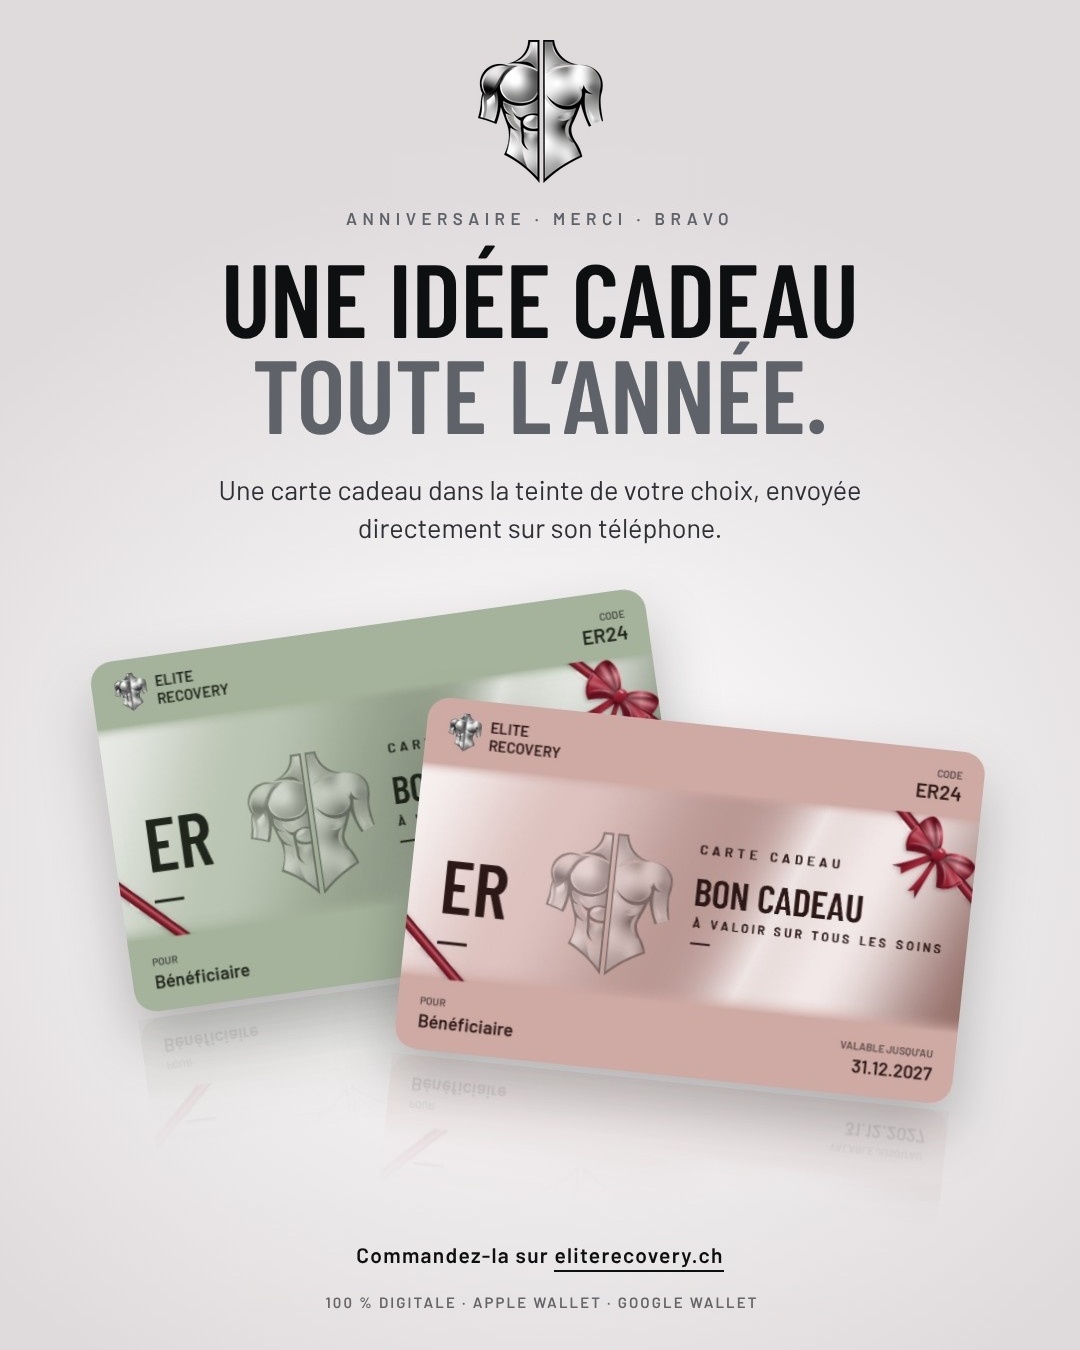 ANNIVERSAIRE · MERCI · BRAVO
UNE IDÉE CADEAU
TOUTE L’ANNÉE.
Une carte cadeau dans la teinte de votre choix, envoyée
directement sur son téléphone.
ELITE
RECOVERY
CODE
ER24
ER
POUR
Bénéficiaire
ELITE
RECOVERY
CODE
ER24
ER
CARTE CADEAU
BON CADEAU
À VALOIR SUR TOUS LES SOINS
POUR
Bénéficiaire
VALABLE JUSQU'AU
31.12.2027
Commandez-la sur eliterecovery.ch
100 % DIGITALE · APPLE WALLET · GOOGLE WALLET